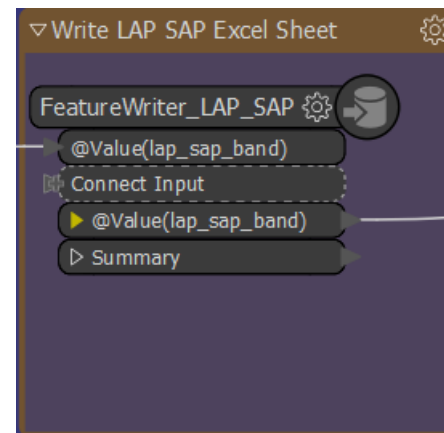 Write LAP SAP Excel Sheet
FeatureWriter_LAP_SAP
@Value(lap_sap_band)
Connect Input
@Value(lap_sap_band)
Summary